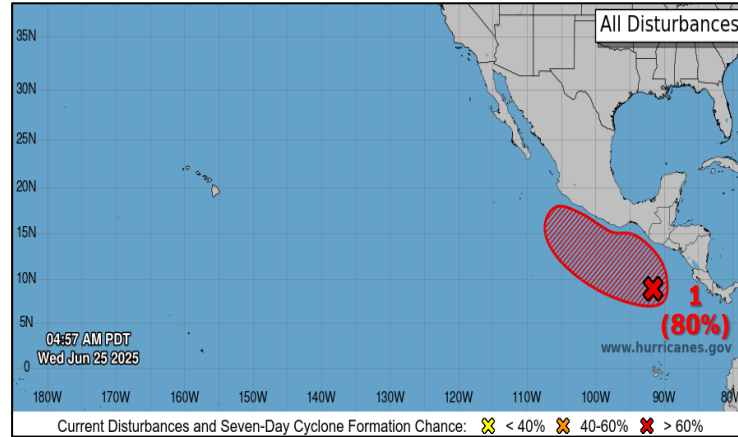 All Disturbances
35N
30N
25N
20N
15N
10N
5N
0
1
(80%)
www.hurricanes.gov
04:57 AM PDT
Wed Jun 25 2025
180W 170W 160W 150W 140W 130W 120W 110W 100W 90W 80W
Current Disturbances and Seven-Day Cyclone Formation Chance: < 40% 40-60% > 60%